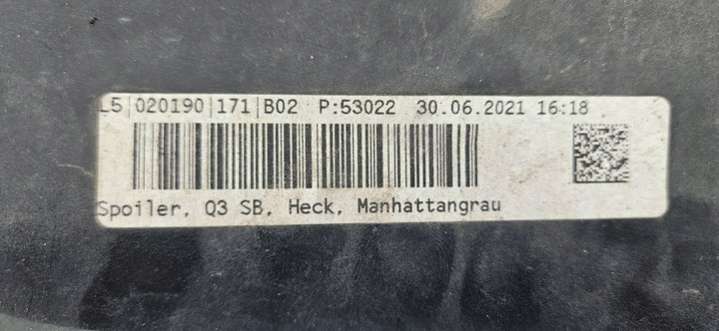 L5|020190|171|B02 P:53022 30.06.2021 16:18
Spoiler, Q3 SB, Heck, Manhattangrau